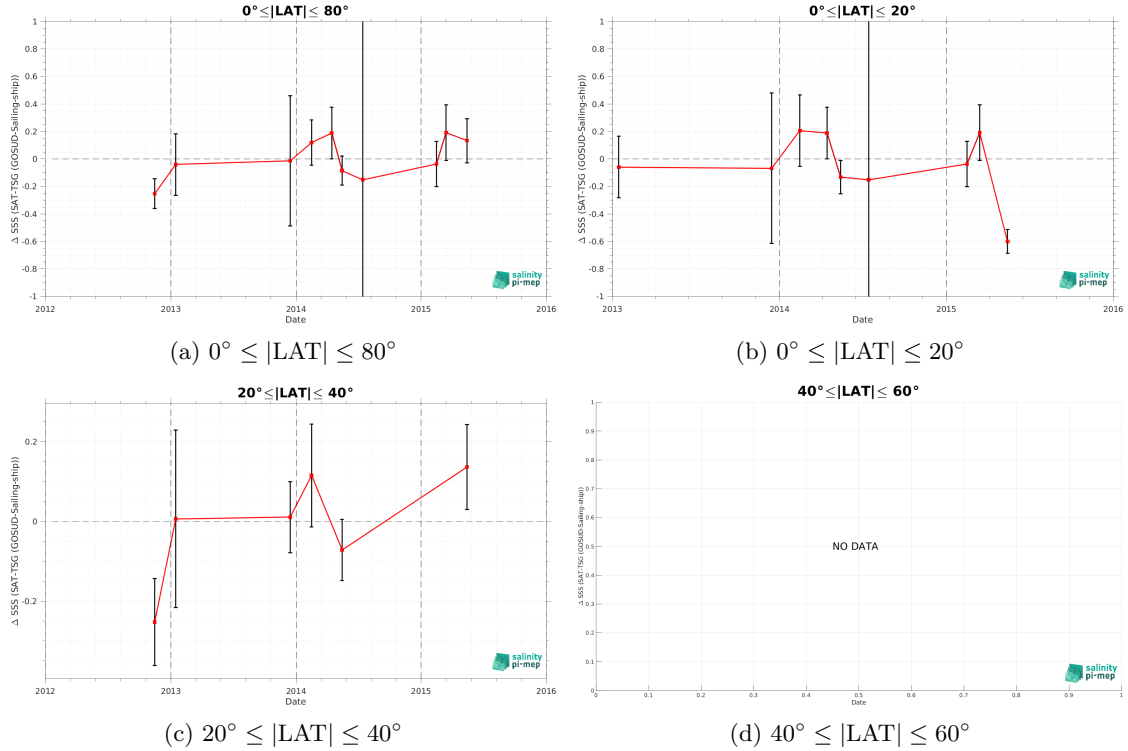 0°≤|LAT|≤ 80°
Δ SSS (SAT-TSG (GOSUD-Sailing-ship))
1
0.8
0.6
0.4
0.2
0
-0.2
-0.4
-0.6
-0.8
-1
2012 2013 2014 2015 2016
Date
salinity
pi-mep
(a) 0° ≤ |LAT| ≤ 80°
0°≤|LAT|≤ 20°
Δ SSS (SAT-TSG (GOSUD-Sailing-ship))
1
0.8
0.6
0.4
0.2
0
-0.2
-0.4
-0.6
-0.8
-1
2013 2014 2015 2016
Date
salinity
pi-mep
(b) 0° ≤ |LAT| ≤ 20°
20°≤|LAT|≤ 40°
Δ SSS (SAT-TSG (GOSUD-Sailing-ship))
0.2
0
-0.2
2012 2013 2014 2015 2016
Date
salinity
pi-mep
(c) 20° ≤ |LAT| ≤ 40°
40°≤|LAT|≤ 60°
Δ SSS (SAT-TSG (GOSUD-Sailing-ship))
1
0.9
0.8
0.7
0.6
0.5
0.4
0.3
0.2
0.1
0
NO DATA
0 0.1 0.2 0.3 0.4 0.5 0.6 0.7 0.8 0.9 1
Date
salinity
pi-mep
(d) 40° ≤ |LAT| ≤ 60°